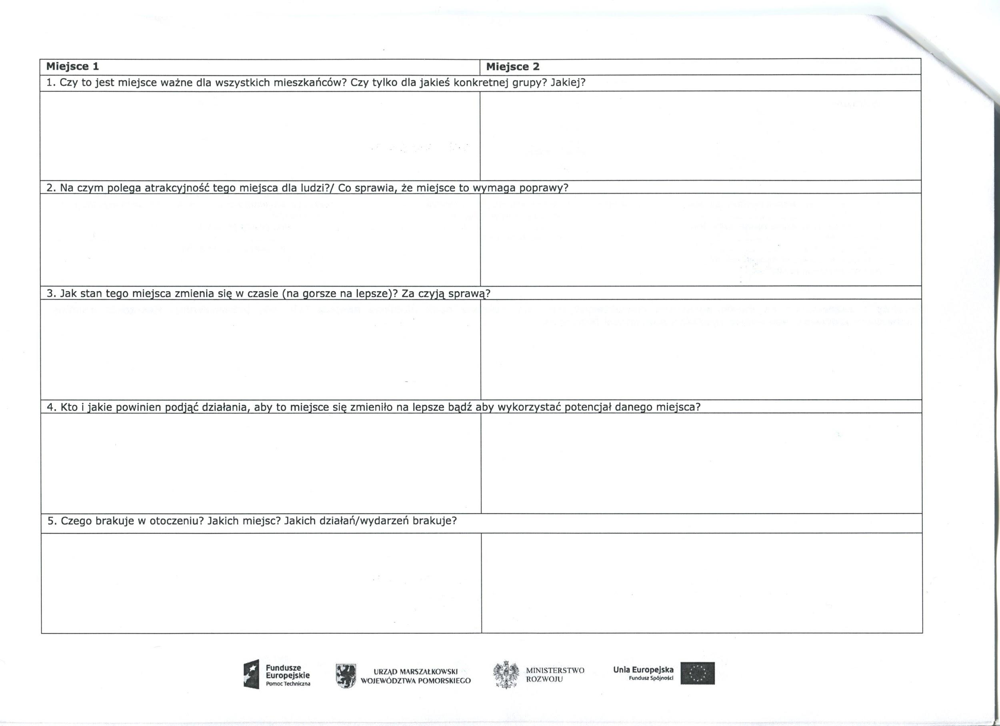 Miejsce 1
Miejsce 2
1. Czy to jest miejsce ważne dla wszystkich mieszkańców? Czy tylko dla jakieś konkretnej grupy? Jakiej?
2. Na czym polega atrakcyjność tego miejsca dla ludzi?/ Co sprawia, że miejsce to wymaga poprawy?
3. Jak stan tego miejsca zmienia się w czasie (na gorsze na lepsze)? Za czyją sprawą?
4. Kto i jakie powinien podjąć działania, aby to miejsce się zmieniło na lepsze bądź aby wykorzystać potencjał danego miejsca?
5. Czego brakuje w otoczeniu? Jakich miejsc? Jakich działań/wydarzeń brakuje?
Fundusze
Europejskie
Pomoc Techniczna
URZĄD MARSZAŁKOWSKI
WOJEWÓDZTWA POMORSKIEGO
MINISTERSTWO
ROZWOJU
Unia Europejska
Fundusz Spójności